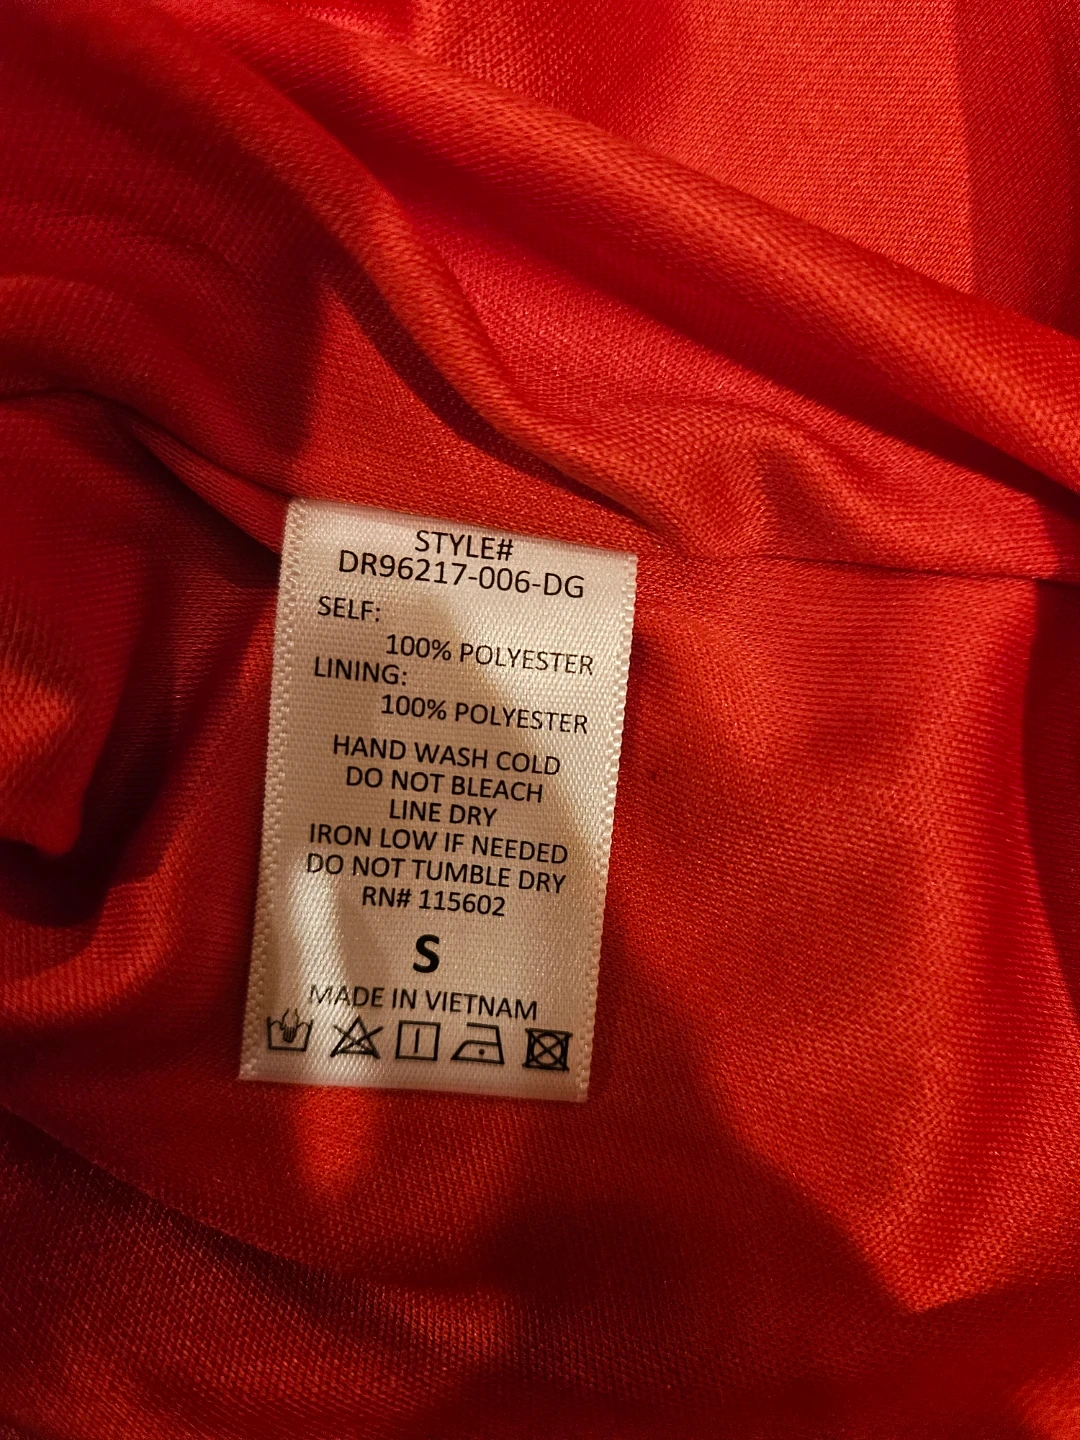 STYLE#
DR96217-006-DG
SELF:
100% POLYESTER
LINING:
100% POLYESTER
HAND WASH COLD
DO NOT BLEACH
LINE DRY
IRON LOW IF NEEDED
DO NOT TUMBLE DRY
RN# 115602
S
MADE IN VIETNAM